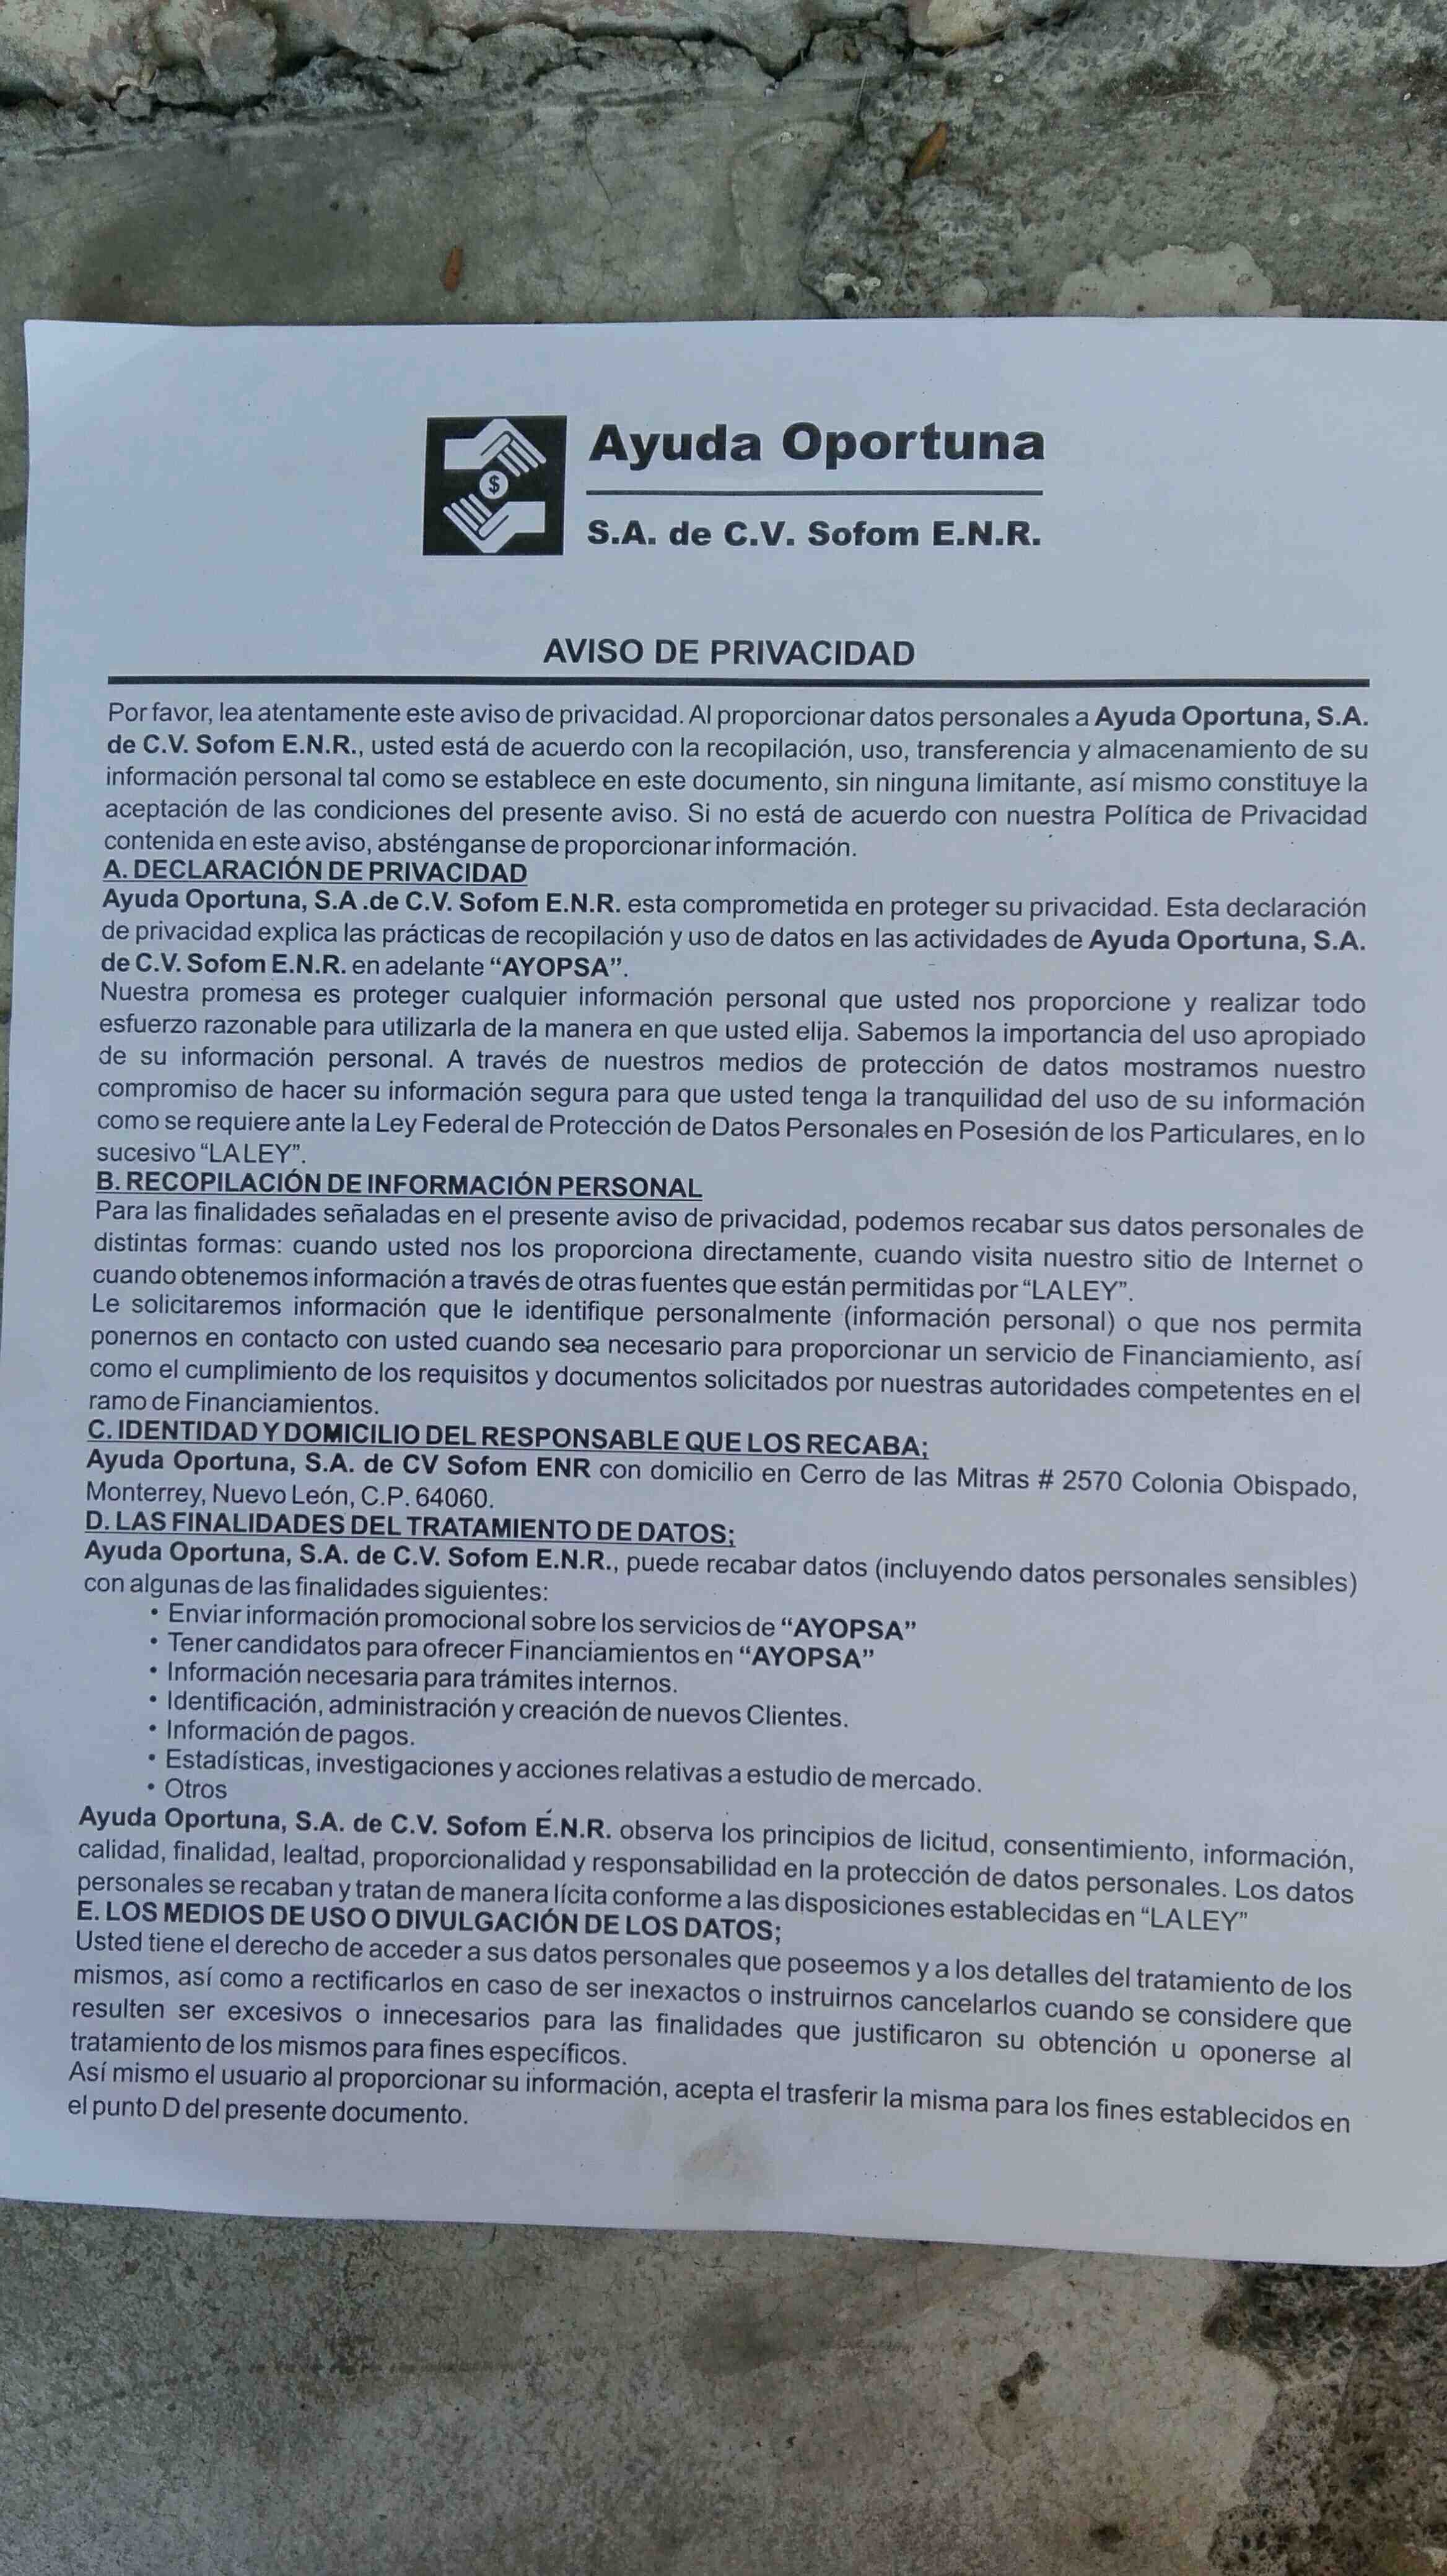 $
Ayuda Oportuna
S.A. de C.V. Sofom E.N.R.
AVISO DE PRIVACIDAD
Por favor, lea atentamente este aviso de privacidad. Al proporcionar datos personales a Ayuda Oportuna, S.A.
de C.V. Sofom E.N.R., usted está de acuerdo con la recopilación, uso, transferencia y almacenamiento de su
información personal tal como se establece en este documento, sin ninguna limitante, así mismo constituye la
aceptación de las condiciones del presente aviso. Si no está de acuerdo con nuestra Política de Privacidad
contenida en este aviso, absténganse de proporcionar información.
A. DECLARACIÓN DE PRIVACIDAD
Ayuda Oportuna, S.A .de C.V. Sofom E.N.R. esta comprometida en proteger su privacidad. Esta declaración
de privacidad explica las prácticas de recopilación y uso de datos en las actividades de Ayuda Oportuna, S.A.
de C.V. Sofom E.N.R. en adelante “AYOPSA”.
Nuestra promesa es proteger cualquier información personal que usted nos proporcione y realizar todo
esfuerzo razonable para utilizarla de la manera en que usted elija. Sabemos la importancia del uso apropiado
de su información personal. A través de nuestros medios de protección de datos mostramos nuestro
compromiso de hacer su información segura para que usted tenga la tranquilidad del uso de su información
como se requiere ante la Ley Federal de Protección de Datos Personales en Posesión de los Particulares, en lo
sucesivo “LA LEY”.
B. RECOPILACIÓN DE INFORMACIÓN PERSONAL
Para las finalidades señaladas en el presente aviso de privacidad, podemos recabar sus datos personales de
distintas formas: cuando usted nos los proporciona directamente, cuando visita nuestro sitio de Internet o
cuando obtenemos información a través de otras fuentes que están permitidas por “LA LEY”.
Le solicitaremos información que le identifique personalmente (información personal) o que nos permita
ponernos en contacto con usted cuando sea necesario para proporcionar un servicio de Financiamiento, así
como el cumplimiento de los requisitos y documentos solicitados por nuestras autoridades competentes en el
ramo de Financiamientos.
C. IDENTIDAD Y DOMICILIO DEL RESPONSABLE QUE LOS RECABA;
Ayuda Oportuna, S.A. de CV Sofom ENR con domicilio en Cerro de las Mitras # 2570 Colonia Obispado,
Monterrey, Nuevo León, C.P. 64060.
D. LAS FINALIDADES DEL TRATAMIENTO DE DATOS;
Ayuda Oportuna, S.A. de C.V. Sofom E.N.R., puede recabar datos (incluyendo datos personales sensibles)
con algunas de las finalidades siguientes:
• Enviar información promocional sobre los servicios de “AYOPSA”
• Tener candidatos para ofrecer Financiamientos en “AYOPSA”
• Información necesaria para trámites internos.
• Identificación, administración y creación de nuevos Clientes.
• Información de pagos.
• Estadísticas, investigaciones y acciones relativas a estudio de mercado.
• Otros
Ayuda Oportuna, S.A. de C.V. Sofom E.N.R. observa los principios de licitud, consentimiento, información,
calidad, finalidad, lealtad, proporcionalidad y responsabilidad en la protección de datos personales. Los datos
personales se recaban y tratan de manera lícita conforme a las disposiciones establecidas en “LA LEY”
E. LOS MEDIOS DE USO O DIVULGACIÓN DE LOS DATOS;
Usted tiene el derecho de acceder a sus datos personales que poseemos y a los detalles del tratamiento de los
mismos, así como a rectificarlos en caso de ser inexactos o instruirnos cancelarlos cuando se considere que
resulten ser excesivos o innecesarios para las finalidades que justificaron su obtención u oponerse al
tratamiento de los mismos para fines específicos.
Así mismo el usuario al proporcionar su información, acepta el trasferir la misma para los fines establecidos en
el punto D del presente documento.